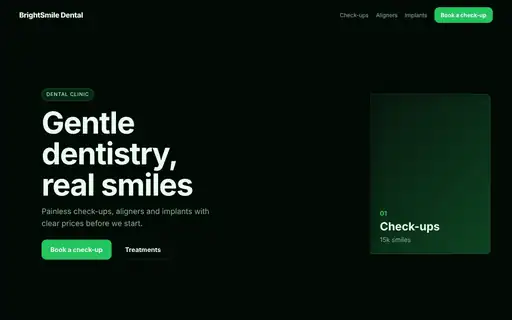 BrightSmile Dental
Check-ups Aligners Implants Book a check-up
DENTAL CLINIC
Gentle
dentistry,
real smiles
Painless check-ups, aligners and implants with
clear prices before we start.
Book a check-up Treatments
01
Check-ups
15k smiles